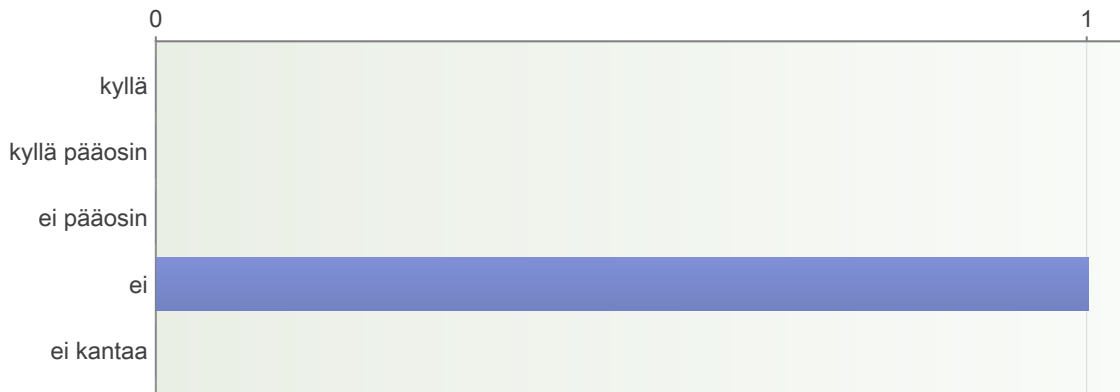 0 1
kyllä
kyllä pääosin
ei pääosin
ei
ei kantaa